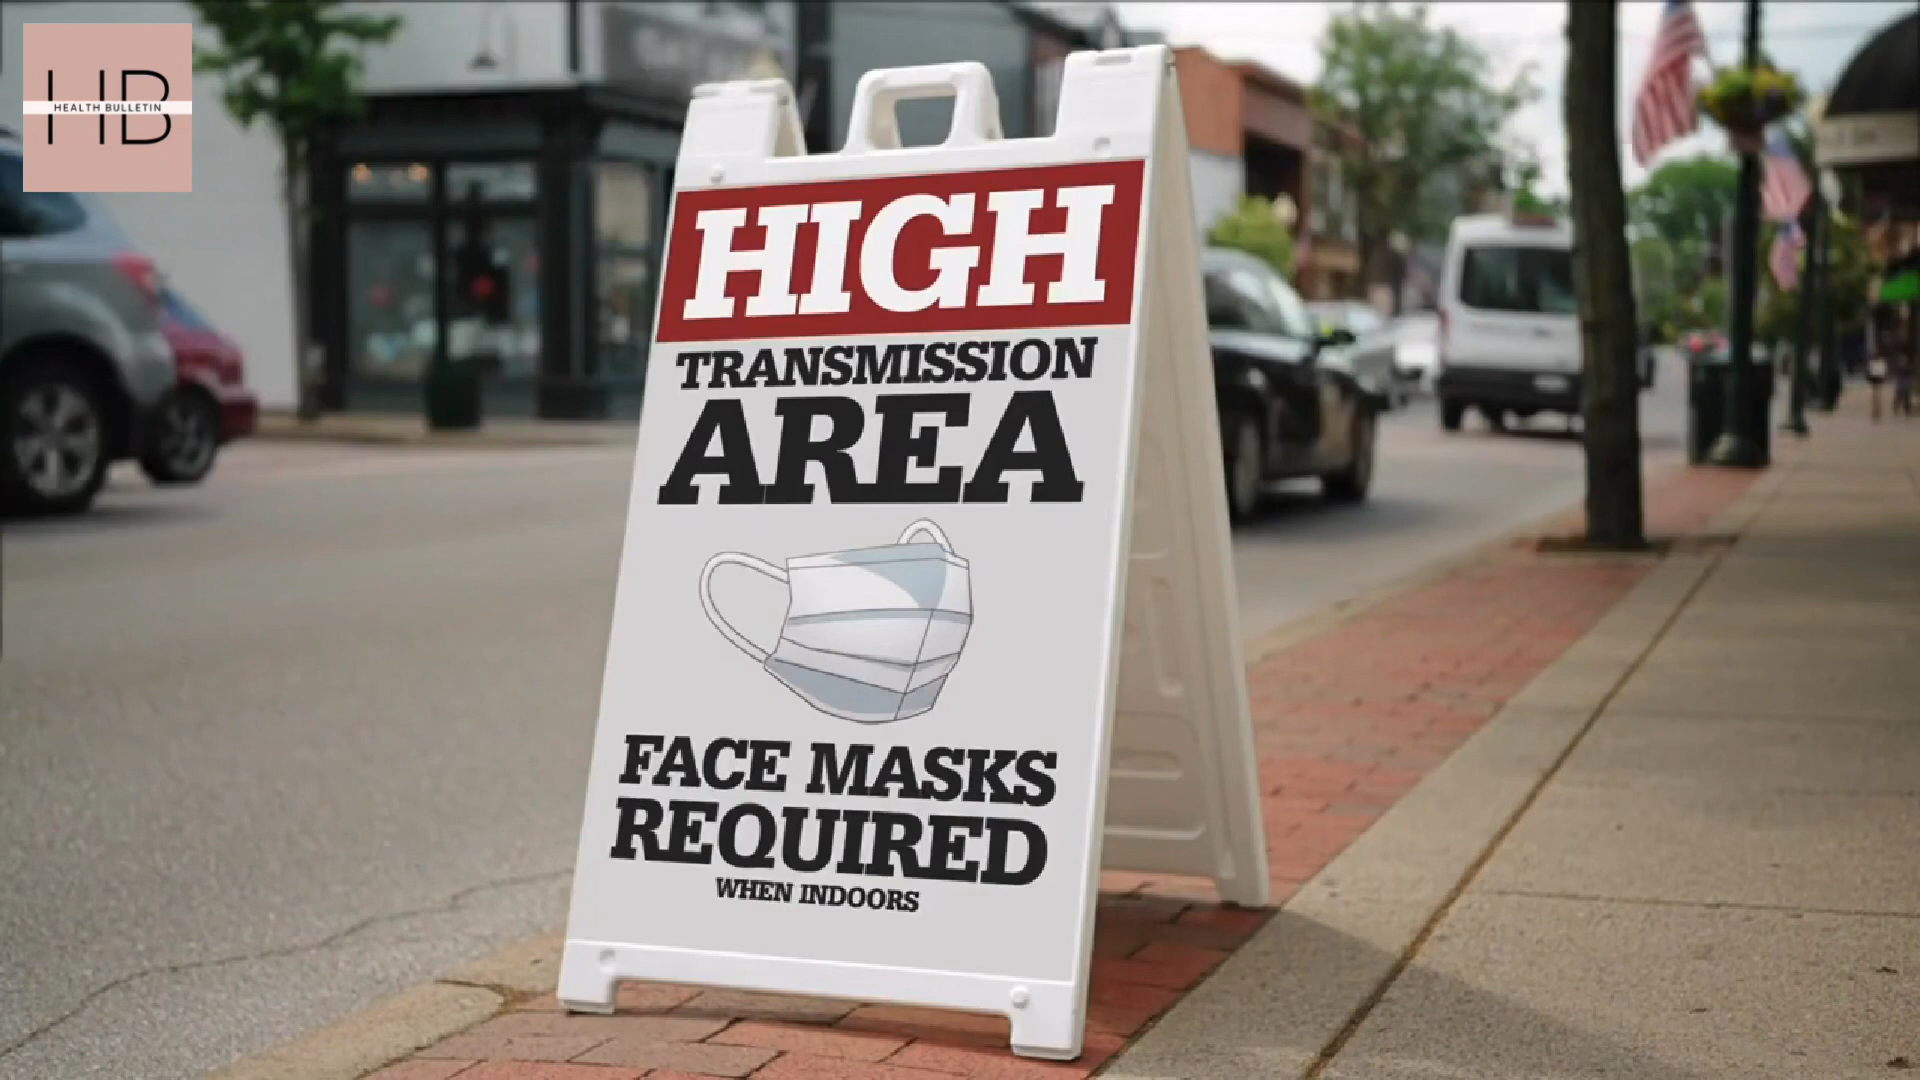 HB
HEALTH BULLETIN
HIGH
TRANSMISSION
AREA
FACE MASKS
REQUIRED
WHEN INDOORS